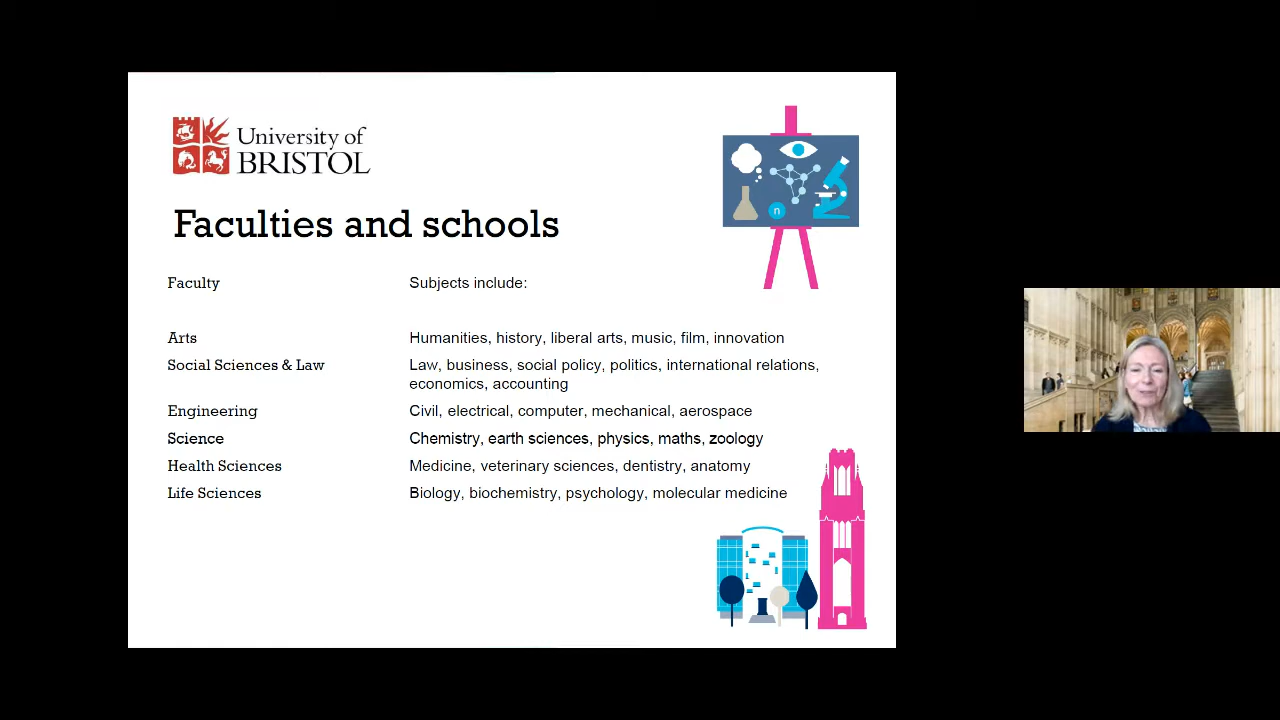 University of
BRISTOL
n
Faculties and schools
Faculty Subjects include:
Arts Humanities, history, liberal arts, music, film, innovation
Social Sciences & Law Law, business, social policy, politics, international relations,
economics, accounting
Engineering Civil, electrical, computer, mechanical, aerospace
Science Chemistry, earth sciences, physics, maths, zoology
Health Sciences Medicine, veterinary sciences, dentistry, anatomy
Life Sciences Biology, biochemistry, psychology, molecular medicine